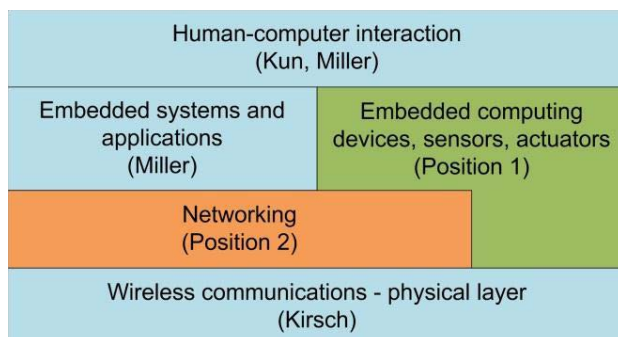 Human-computer interaction
(Kun, Miller)
Embedded systems and
applications
(Miller)
Embedded computing
devices, sensors, actuators
(Position 1)
Networking
(Position 2)
Wireless communications - physical layer
(Kirsch)